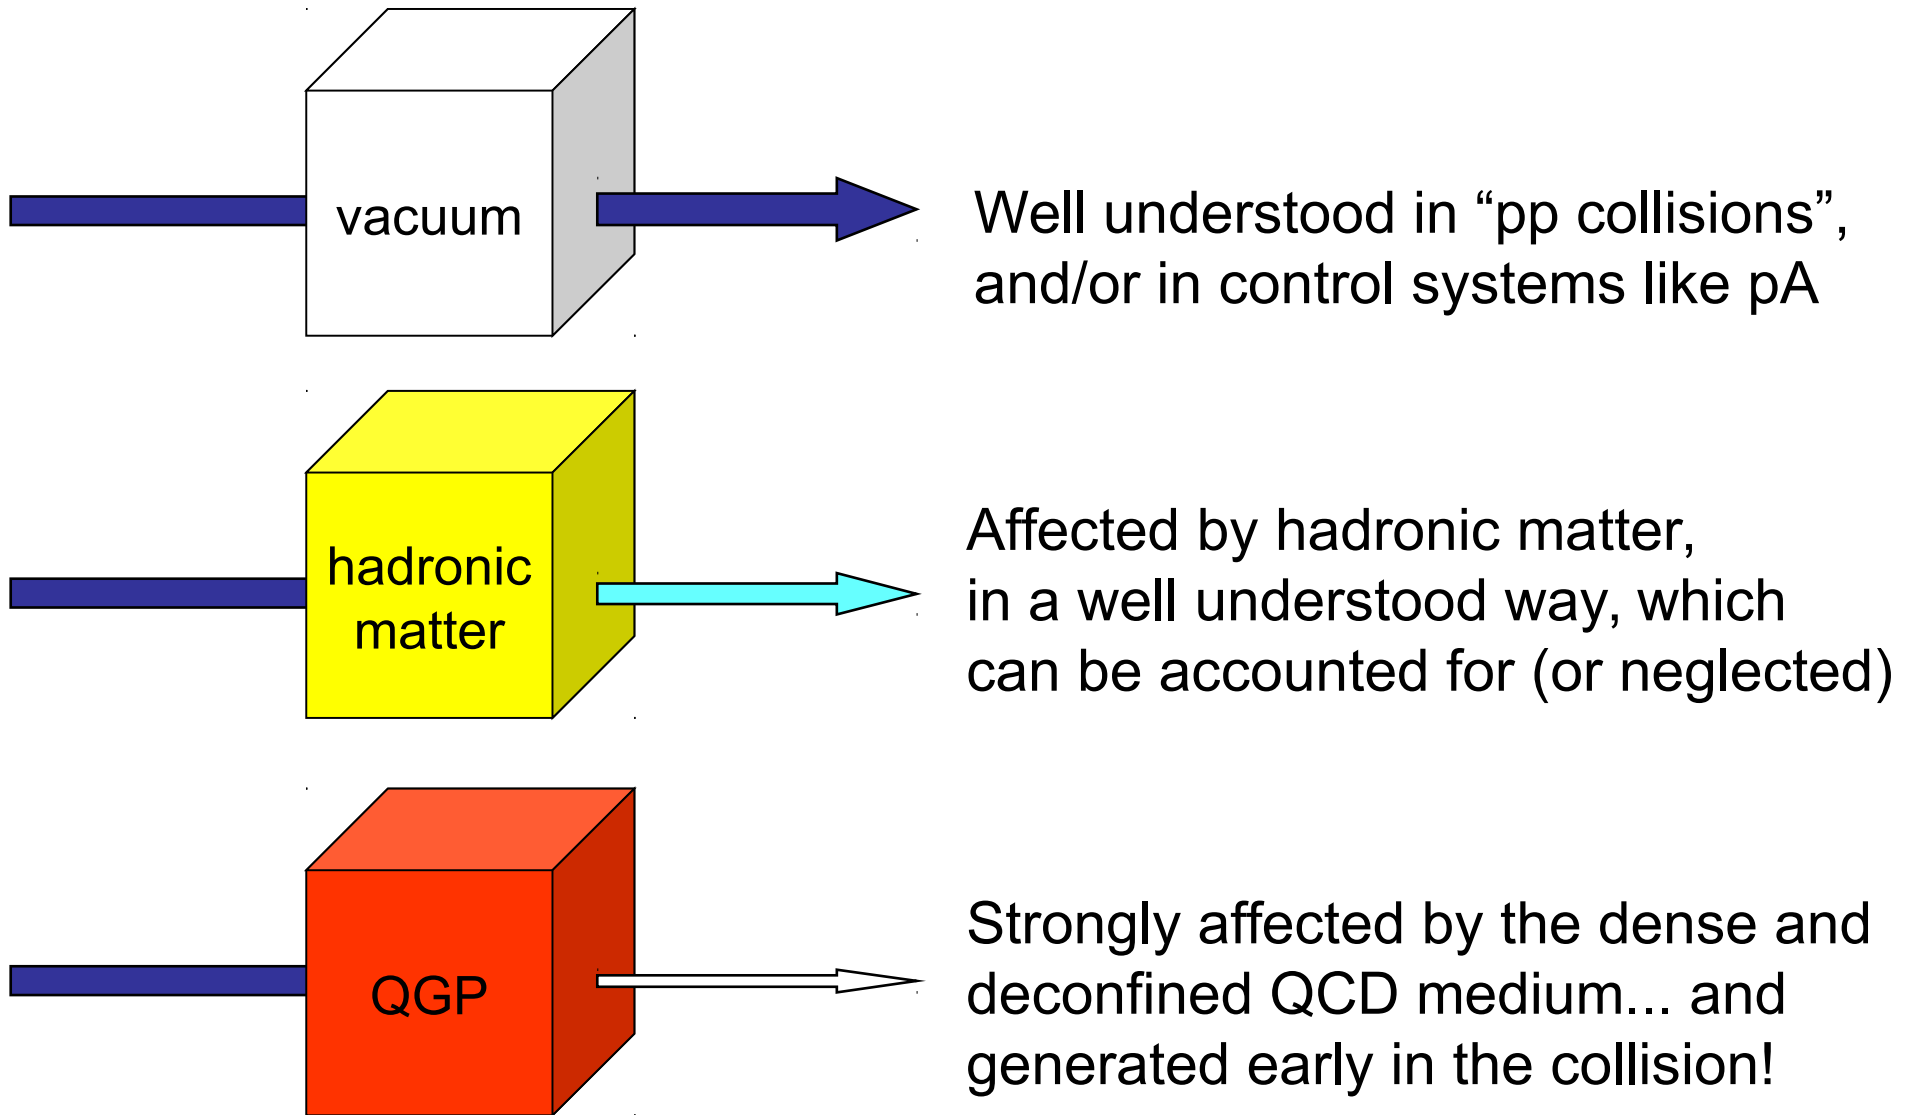 vacuum
Well understood in “pp collisions”,
and/or in control systems like pA
hadronic
matter
Affected by hadronic matter,
in a well understood way, which
can be accounted for (or neglected)
QGP
Strongly affected by the dense and
deconfined QCD medium... and
generated early in the collision!